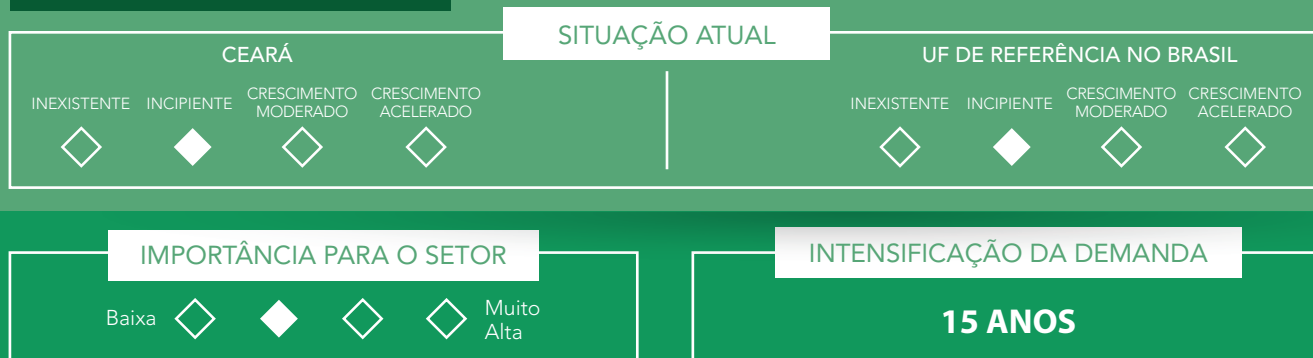 SITUAÇÃO ATUAL
CEARÁ
INEXISTENTE INCIPIENTE CRESCIMENTO MODERADO CRESCIMENTO ACELERADO
UF DE REFERÊNCIA NO BRASIL
INEXISTENTE INCIPIENTE CRESCIMENTO MODERADO CRESCIMENTO ACELERADO
IMPORTÂNCIA PARA O SETOR
Baixa
Muito
Alta
INTENSIFICAÇÃO DA DEMANDA
15 ANOS